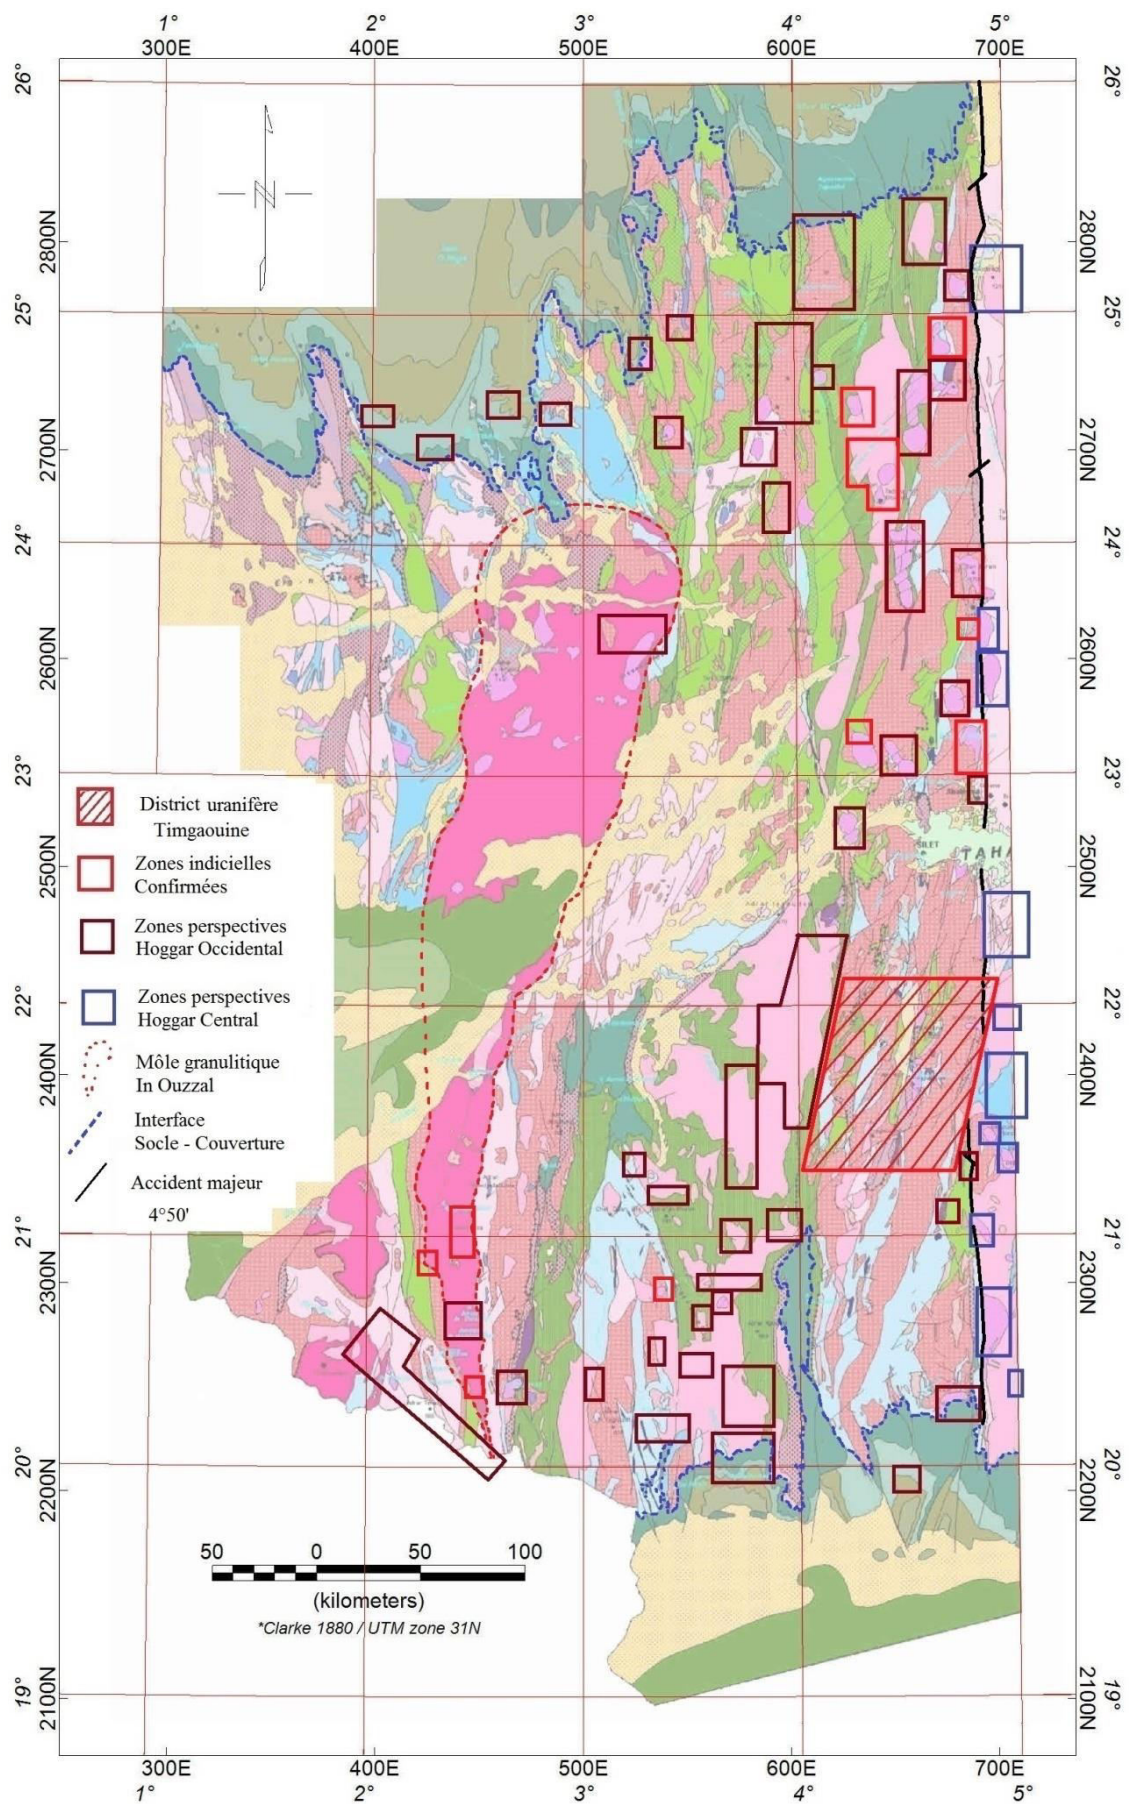 1° 2° 3° 4° 5°
300E 400E 500E 600E 700E
26° 26°
2800N 2800N
25° 25°
2700N 2700N
24° 24°
2600N 2600N
23° 23°
District uranifère
Timgaouine
Zones indicielles
Confirmées
2500N 2500N
SILET
TAHA
Zones perspectives
Hoggar Occidental
Zones perspectives
Hoggar Central
22° 22°
Môle granulitique
In Ouzzal
2400N 2400N
Interface
Socle - Couverture
Accident majeur
4°50'
21° 21°
2300N 2300N
20° 20°
2200N 2200N
50 0 50 100
(kilometers)
*Clarke 1880 / UTM zone 31N
19° 19°
2100N 2100N
300E 400E 500E 600E 700E
1° 2° 3° 4° 5°